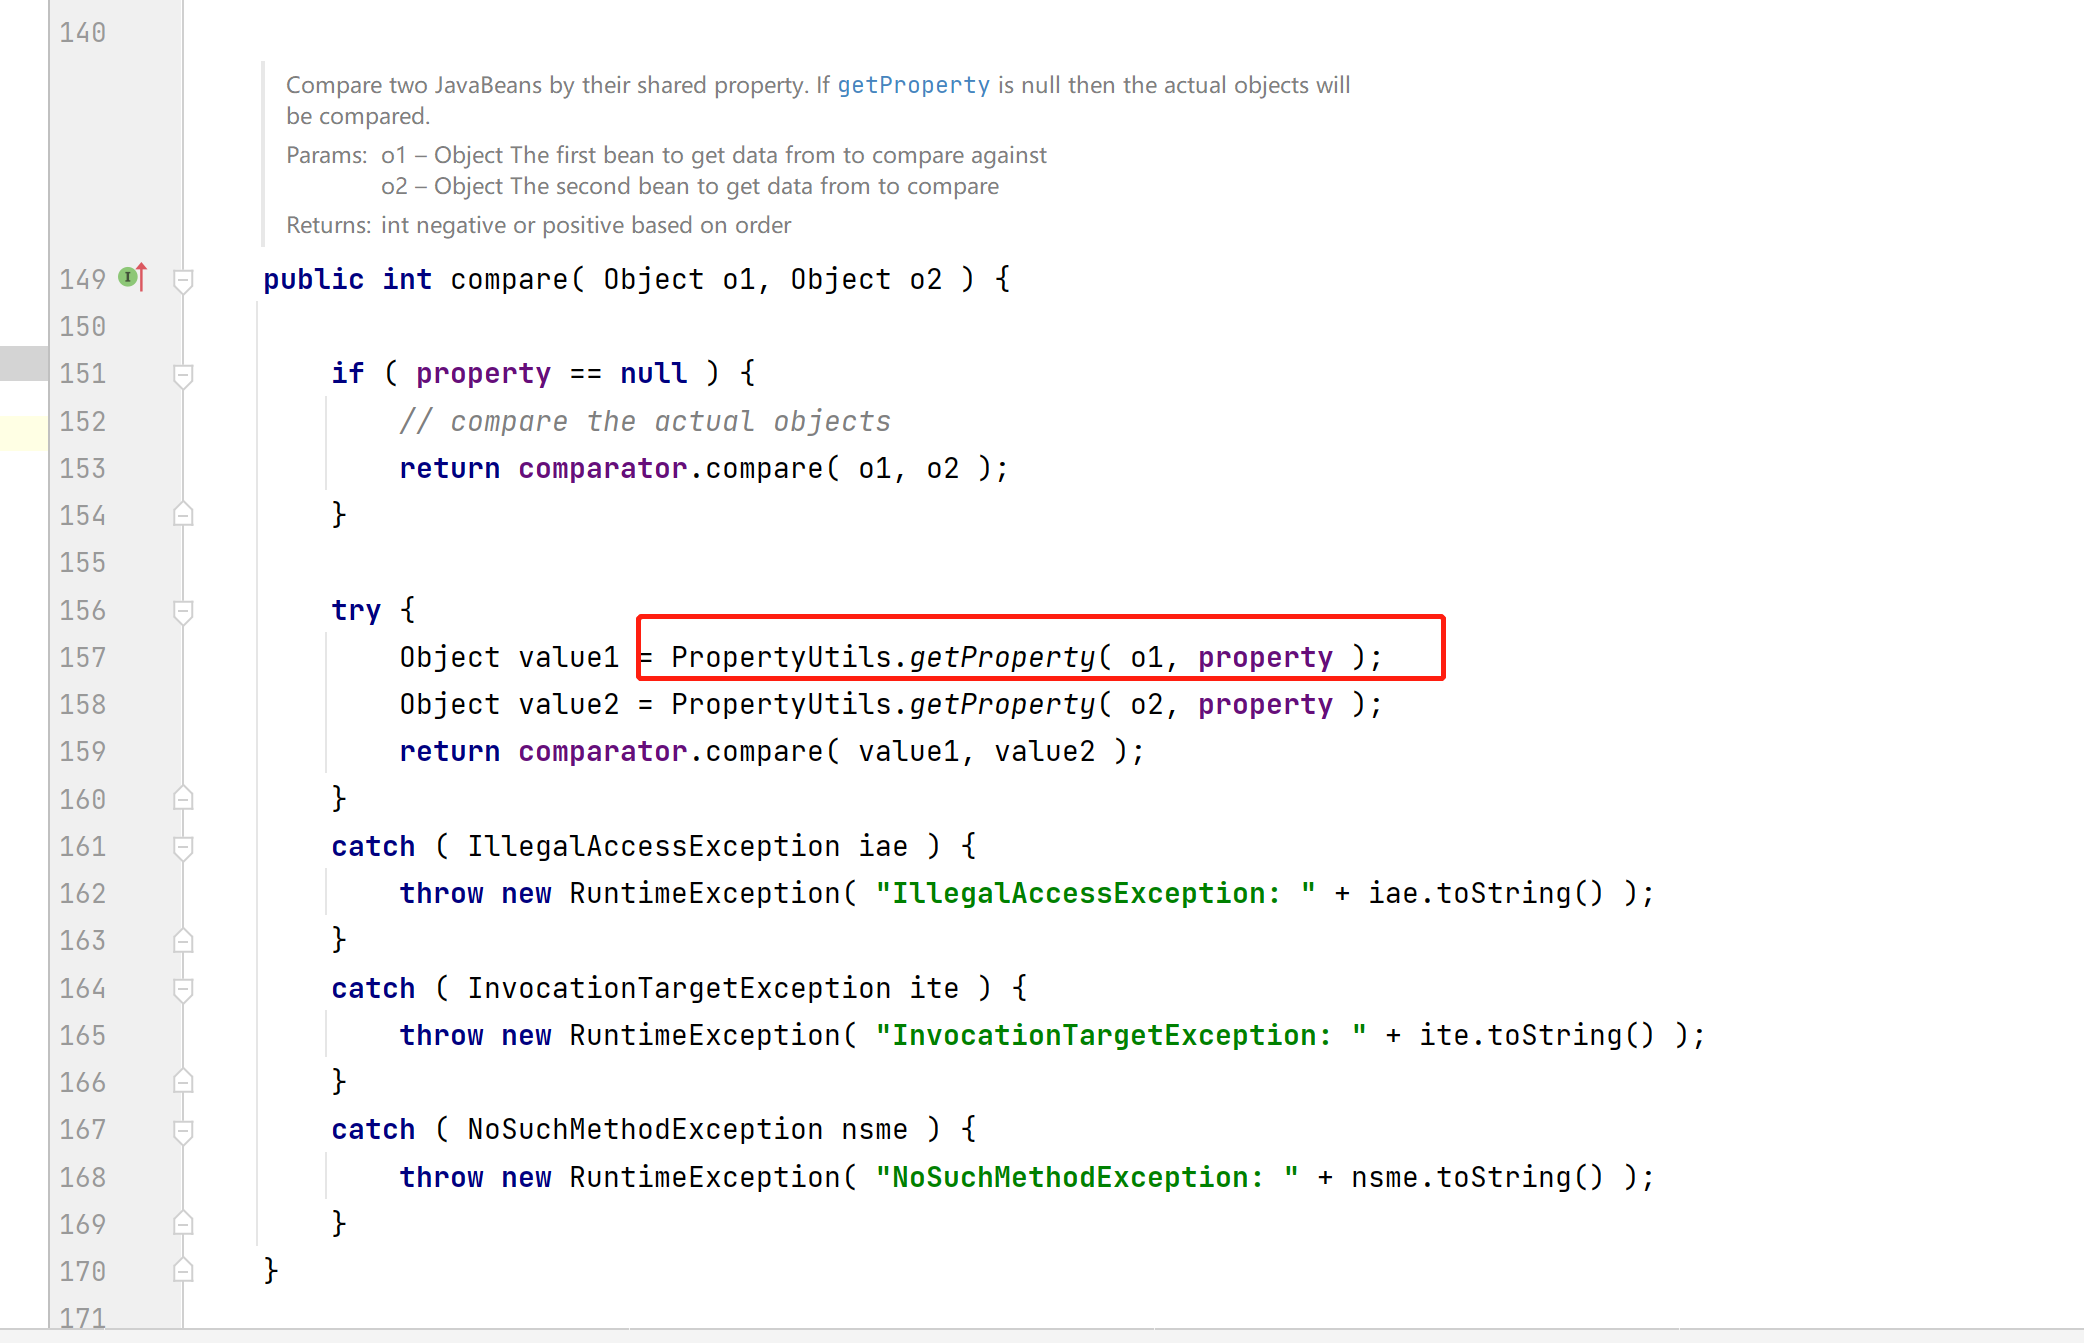 140
Compare two JavaBeans by their shared property. If getProperty is null then the actual objects will
be compared.
Params: o1 – Object The first bean to get data from to compare against
o2 – Object The second bean to get data from to compare
Returns: int negative or positive based on order
149 public int compare( Object o1, Object o2 ) {
150
151 if ( property == null ) {
152 // compare the actual objects
153 return comparator.compare( o1, o2 );
154 }
155
156 try {
157 Object value1 = PropertyUtils.getProperty( o1, property );
158 Object value2 = PropertyUtils.getProperty( o2, property );
159 return comparator.compare( value1, value2 );
160 }
161 catch ( IllegalAccessException iae ) {
162 throw new RuntimeException( "IllegalAccessException: " + iae.toString() );
163 }
164 catch ( InvocationTargetException ite ) {
165 throw new RuntimeException( "InvocationTargetException: " + ite.toString() );
166 }
167 catch ( NoSuchMethodException nsme ) {
168 throw new RuntimeException( "NoSuchMethodException: " + nsme.toString() );
169 }
170 }
171